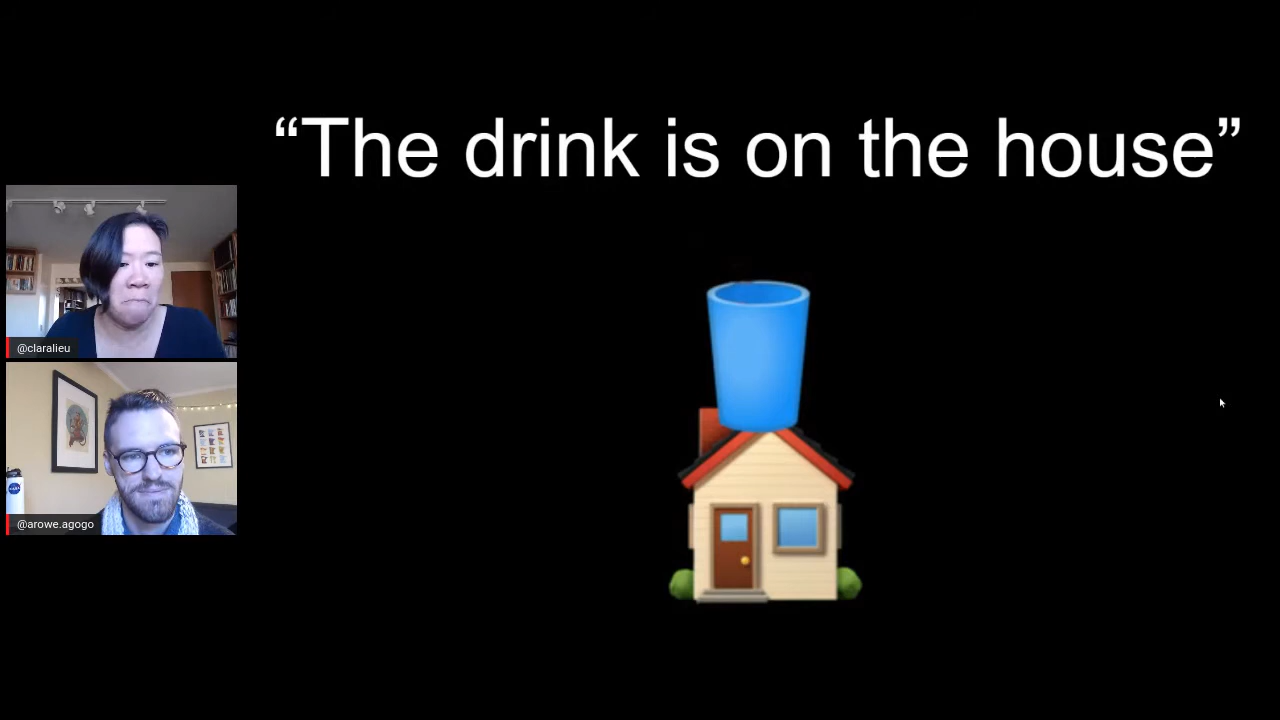 “The drink is on the house”
@claralieu
@arowe.agogo